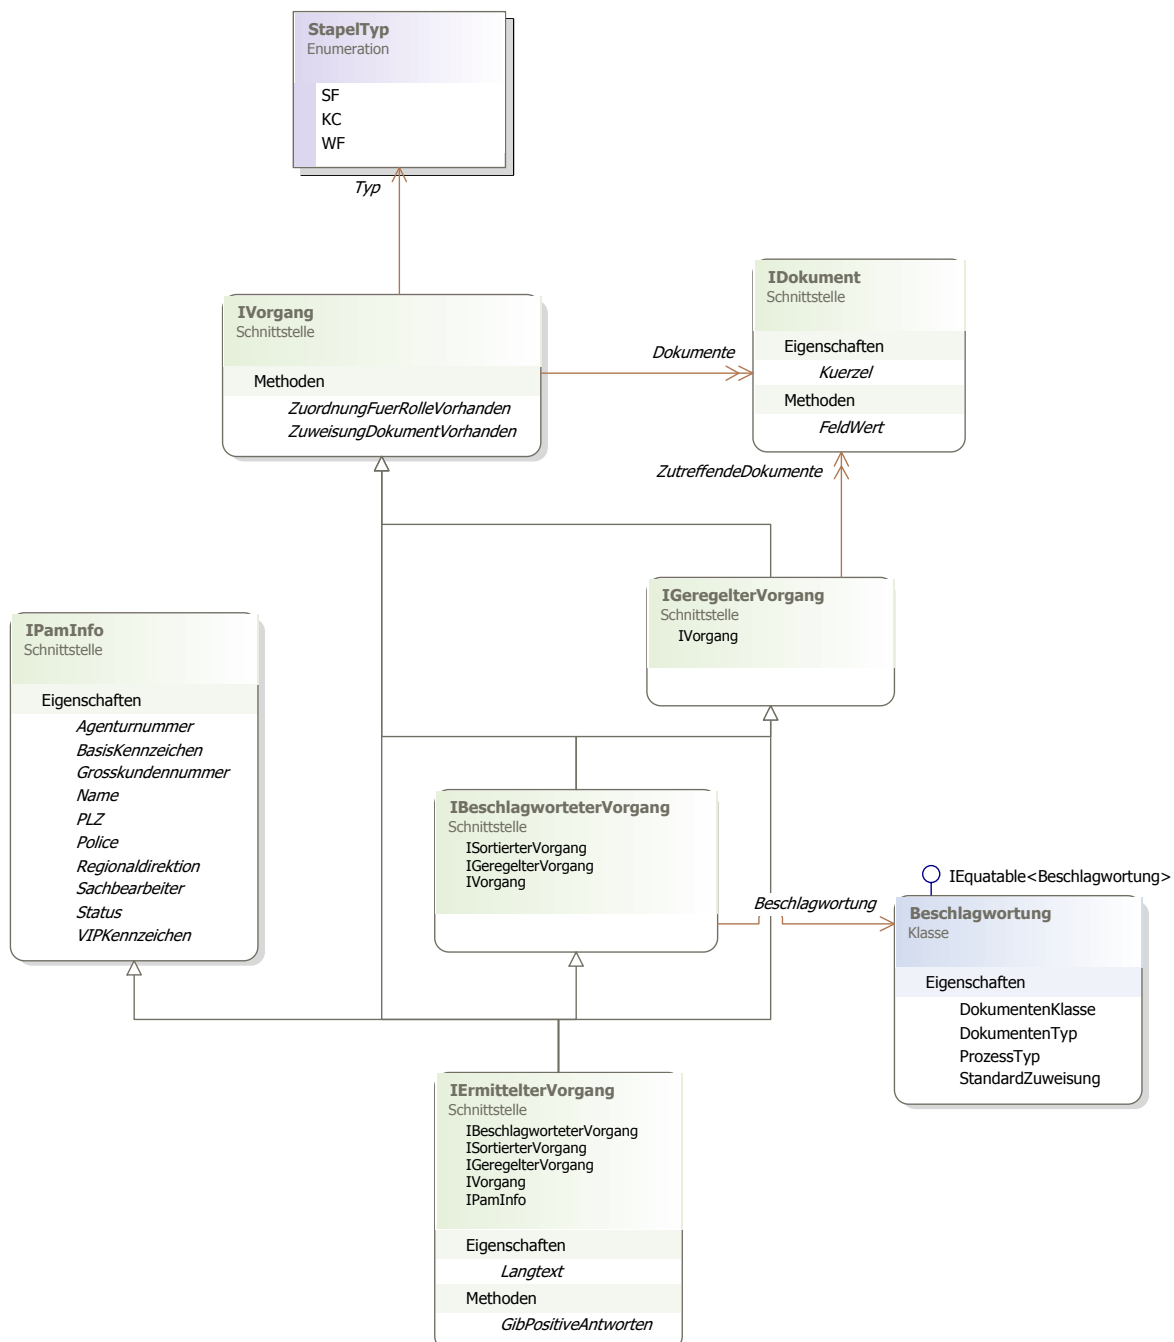 StapelTyp
Enumeration
SF
KC
WF
Typ
IDokument
Schnittstelle
Eigenschaften
Kuerzel
Methoden
FeldWert
IVorgang
Schnittstelle
Methoden
ZuordnungFuerRolleVorhanden
ZuweisungDokumentVorhanden
Dokumente
ZutreffendeDokumente
IGeregelterVorgang
Schnittstelle
IVorgang
IPamInfo
Schnittstelle
Eigenschaften
Agenturnummer
BasisKennzeichen
Grosskundennummer
Name
PLZ
Police
Regionaldirektion
Sachbearbeiter
Status
VIPKennzeichen
IBeschlagworteterVorgang
Schnittstelle
ISortierterVorgang
IGeregelterVorgang
IVorgang
Beschlagwortung
IEquatable<Beschlagwortung>
Beschlagwortung
Klasse
Eigenschaften
DokumentenKlasse
DokumentenTyp
ProzessTyp
StandardZuweisung
IErmittelterVorgang
Schnittstelle
IBeschlagworteterVorgang
ISortierterVorgang
IGeregelterVorgang
IVorgang
IPamInfo
Eigenschaften
Langtext
Methoden
GibPositiveAntworten